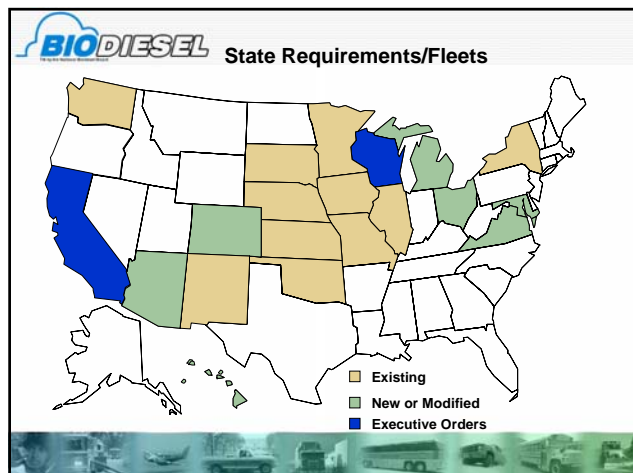 BIODIESEL
State Requirements/Fleets
Existing
New or Modified
Executive Orders